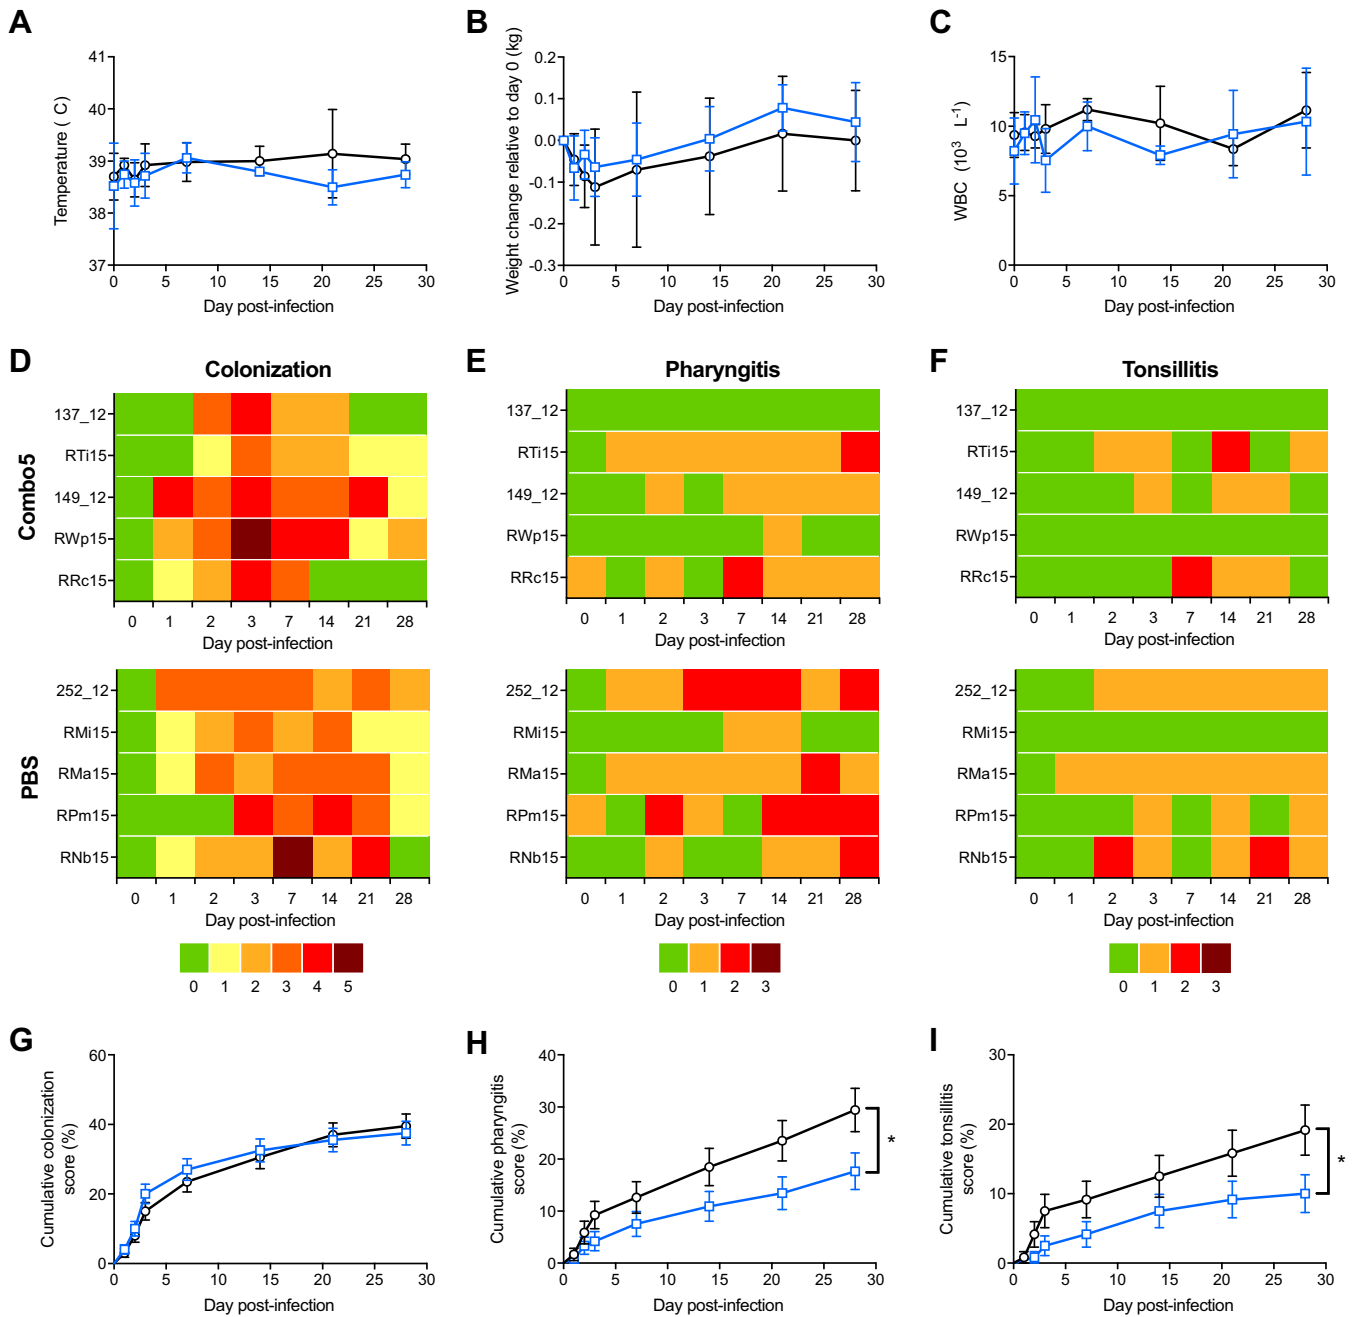 A
B
C
Temperature ( C)
41
40
39
38
37
0 5 10 15 20 25 30
Day post-infection
Weight change relative to day 0 (kg)
0.2
0.1
0.0
-0.1
-0.2
-0.3
0 5 10 15 20 25 30
Day post-infection
WBC (10³ L⁻¹)
15
10
5
0
0 5 10 15 20 25 30
Day post-infection
D
Colonization
Combo5
137_12
RTi15
149_12
RWp15
RRc15
0 1 2 3 7 14 21 28
Day post-infection
PBS
252_12
RMi15
RMa15
RPm15
RNb15
0 1 2 3 7 14 21 28
Day post-infection
0 1 2 3 4 5
E
Pharyngitis
137_12
RTi15
149_12
RWp15
RRc15
0 1 2 3 7 14 21 28
Day post-infection
252_12
RMi15
RMa15
RPm15
RNb15
0 1 2 3 7 14 21 28
Day post-infection
0 1 2 3
F
Tonsillitis
137_12
RTi15
149_12
RWp15
RRc15
0 1 2 3 7 14 21 28
Day post-infection
252_12
RMi15
RMa15
RPm15
RNb15
0 1 2 3 7 14 21 28
Day post-infection
0 1 2 3
G
Cumulative colonization
score (%)
60
40
20
0
0 5 10 15 20 25 30
Day post-infection
H
Cumulative pharyngitis
score (%)
40
30
20
10
0
0 5 10 15 20 25 30
*
Day post-infection
I
Cumulative tonsillitis
score (%)
30
20
10
0
0 5 10 15 20 25 30
*
Day post-infection